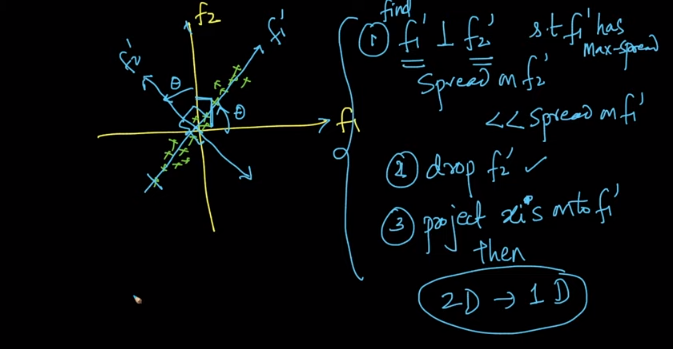 f2
f1'
f2'
θ
θ
f1
find
① f1' ⊥ f2' s.t f1' has
Max-spread
Spread on f2'
<< Spread on f1'
② drop f2' ✓
③ project xi's onto f1'
then
2D → 1D